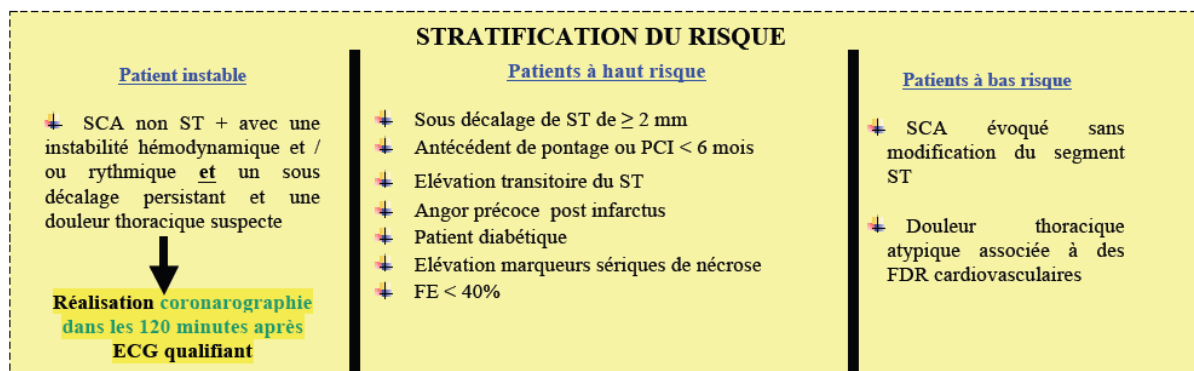 STRATIFICATION DU RISQUE
Patient instable
SCA non ST + avec une
instabilité hémodynamique et /
ou rythmique et un sous
décalage persistant et une
douleur thoracique suspecte
Réalisation coronarographie
dans les 120 minutes après
ECG qualifiant
Patients à haut risque
Sous décalage de ST de ≥ 2 mm
Antécédent de pontage ou PCI < 6 mois
Elévation transitoire du ST
Angor précoce post infarctus
Patient diabétique
Elévation marqueurs sériques de nécrose
FE < 40%
Patients à bas risque
SCA évoqué sans
modification du segment
ST
Douleur thoracique
atypique associée à des
FDR cardiovasculaires